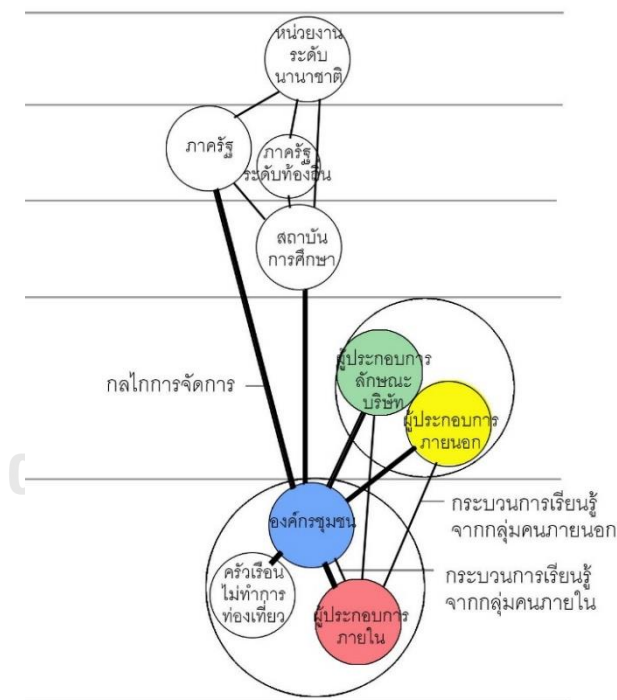 หน่วยงาน
ระดับ
นานาชาติ
ภาครัฐ
ภาครัฐ
ระดับท้องถิ่น
สถาบัน
การศึกษา
ผู้ประกอบการ
ลักษณะ
บริษัท
กลไกการจัดการ
ผู้ประกอบการ
ภายนอก
องค์กรชุมชน
กระบวนการเรียนรู้
จากกลุ่มคนภายนอก
ครัวเรือน
ไม่ทำการ
ท่องเที่ยว
กระบวนการเรียนรู้
จากกลุ่มคนภายใน
ผู้ประกอบการ
ภายใน